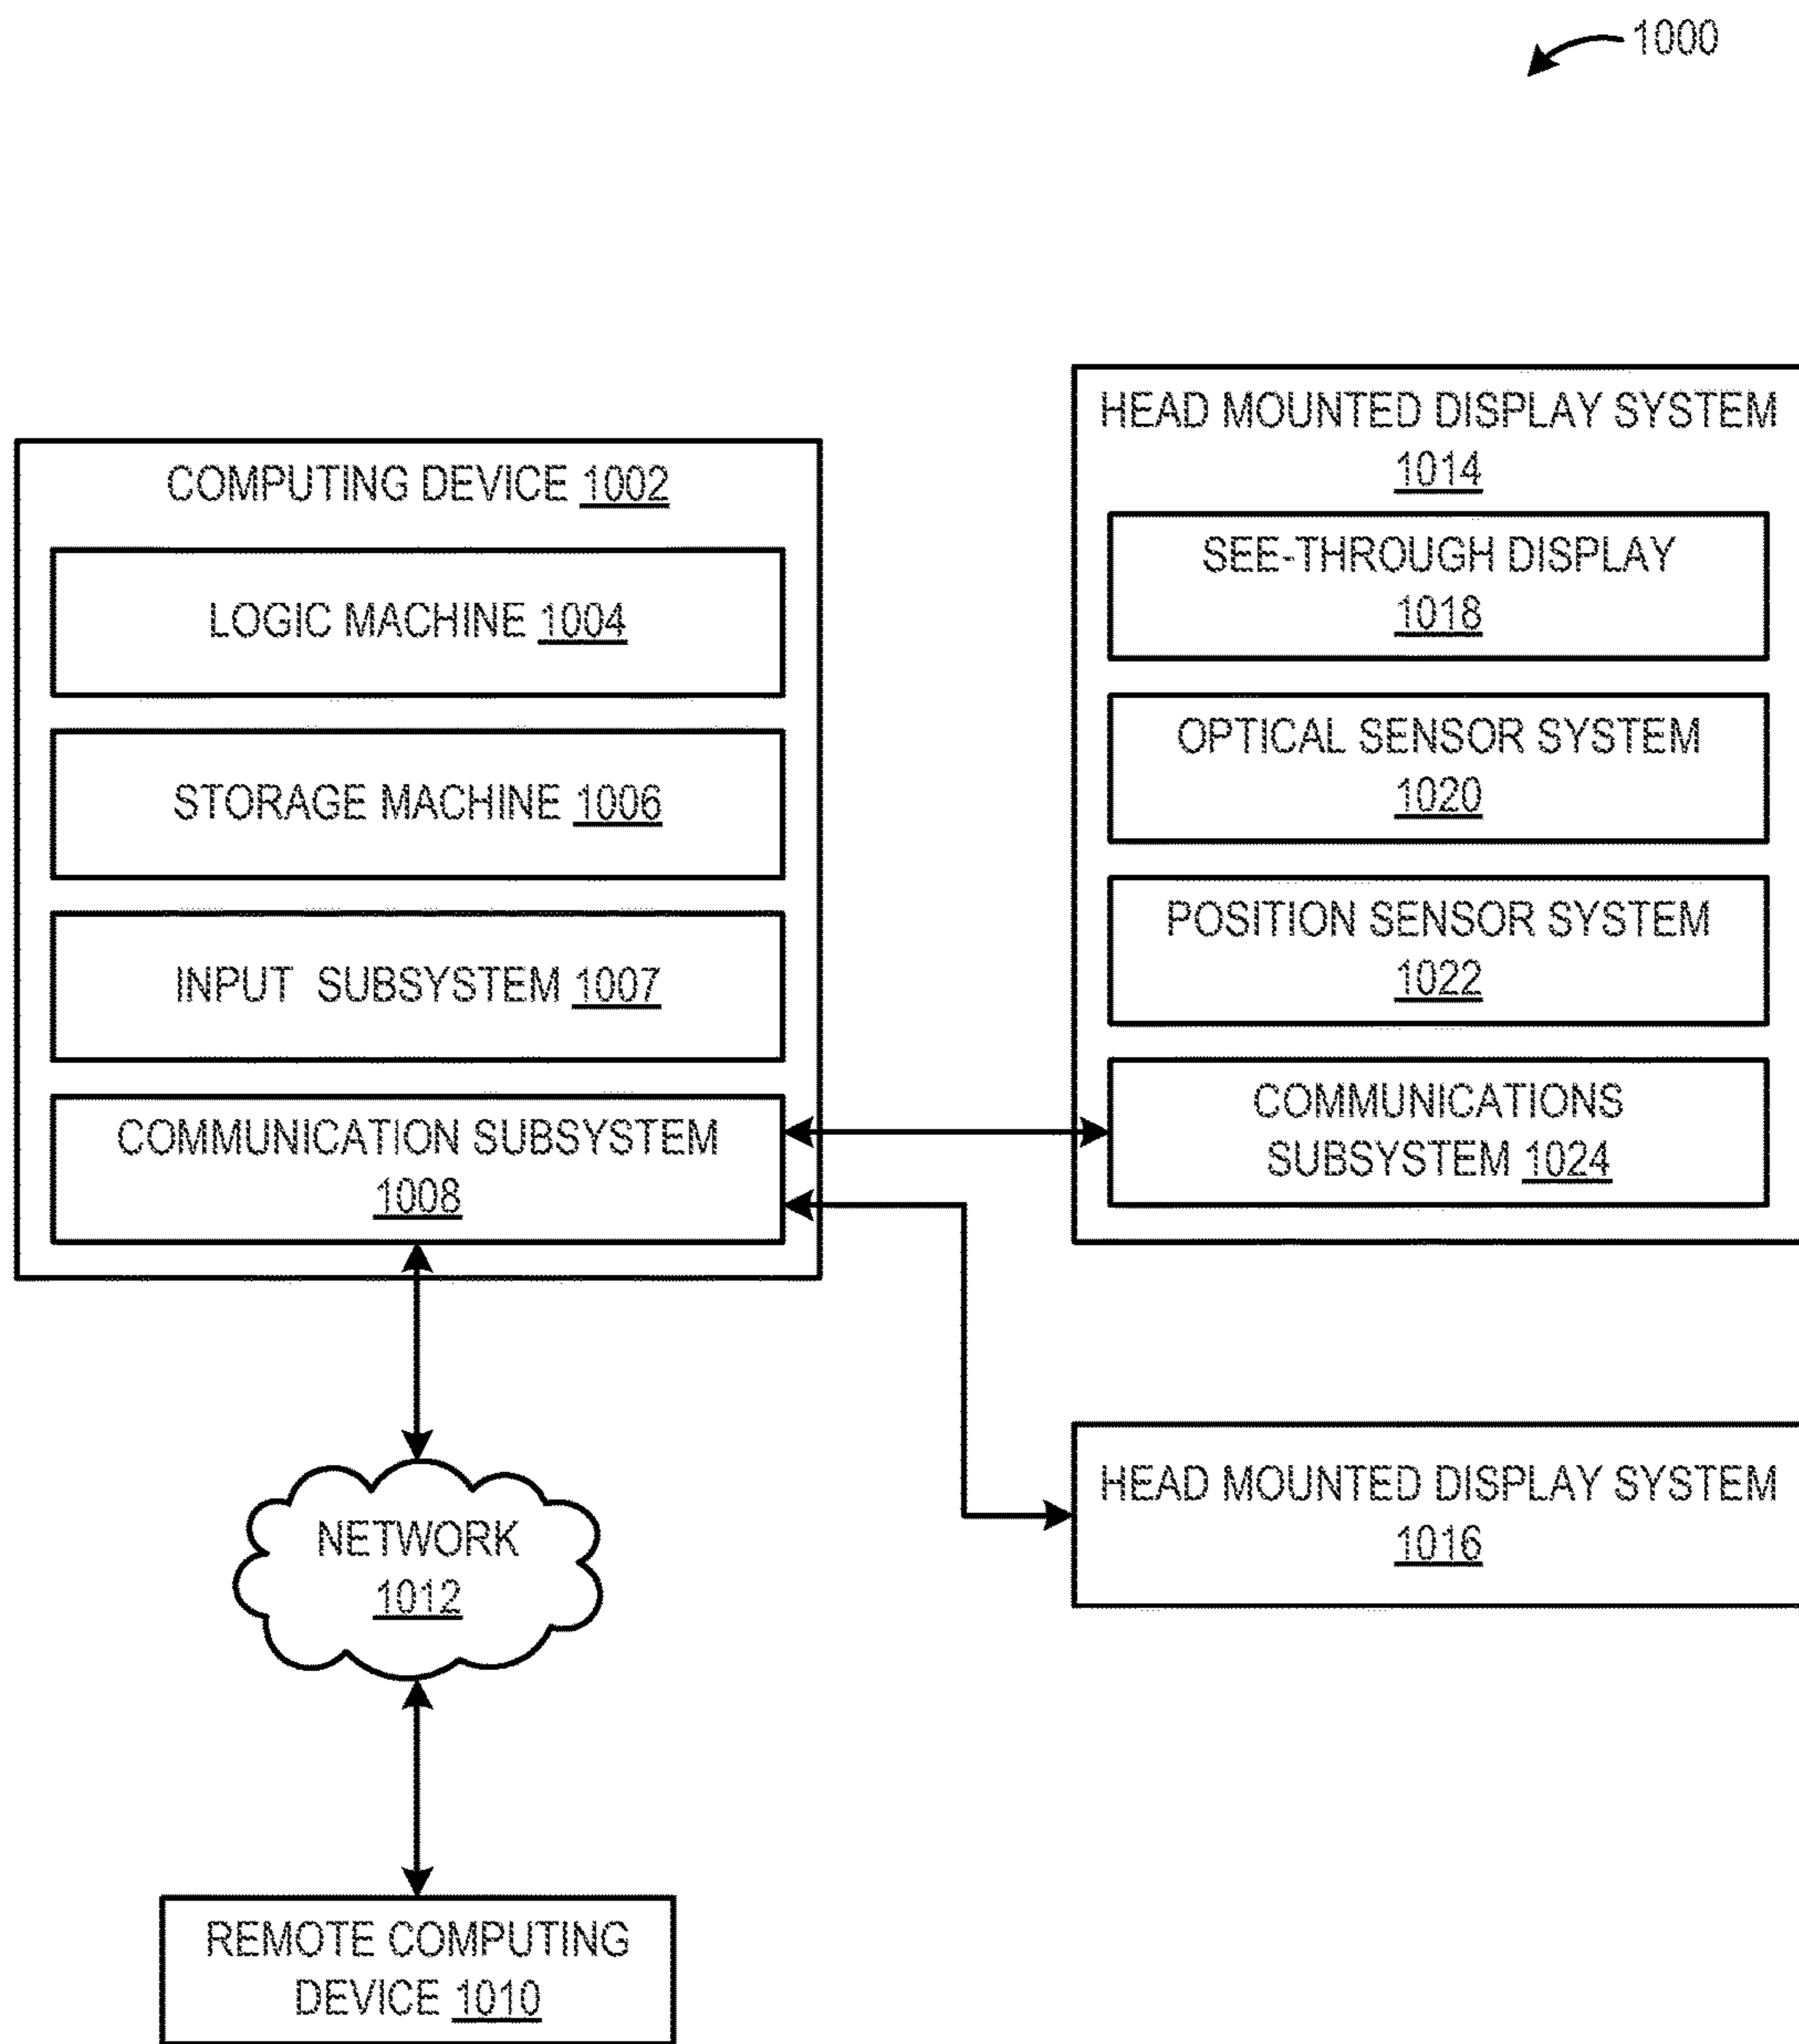 1000
COMPUTING DEVICE 1002
LOGIC MACHINE 1004
STORAGE MACHINE 1006
INPUT SUBSYSTEM 1007
COMMUNICATION SUBSYSTEM
1008
HEAD MOUNTED DISPLAY SYSTEM
1014
SEE-THROUGH DISPLAY
1018
OPTICAL SENSOR SYSTEM
1020
POSITION SENSOR SYSTEM
1022
COMMUNICATIONS
SUBSYSTEM 1024
HEAD MOUNTED DISPLAY SYSTEM
1016
NETWORK
1012
REMOTE COMPUTING
DEVICE 1010